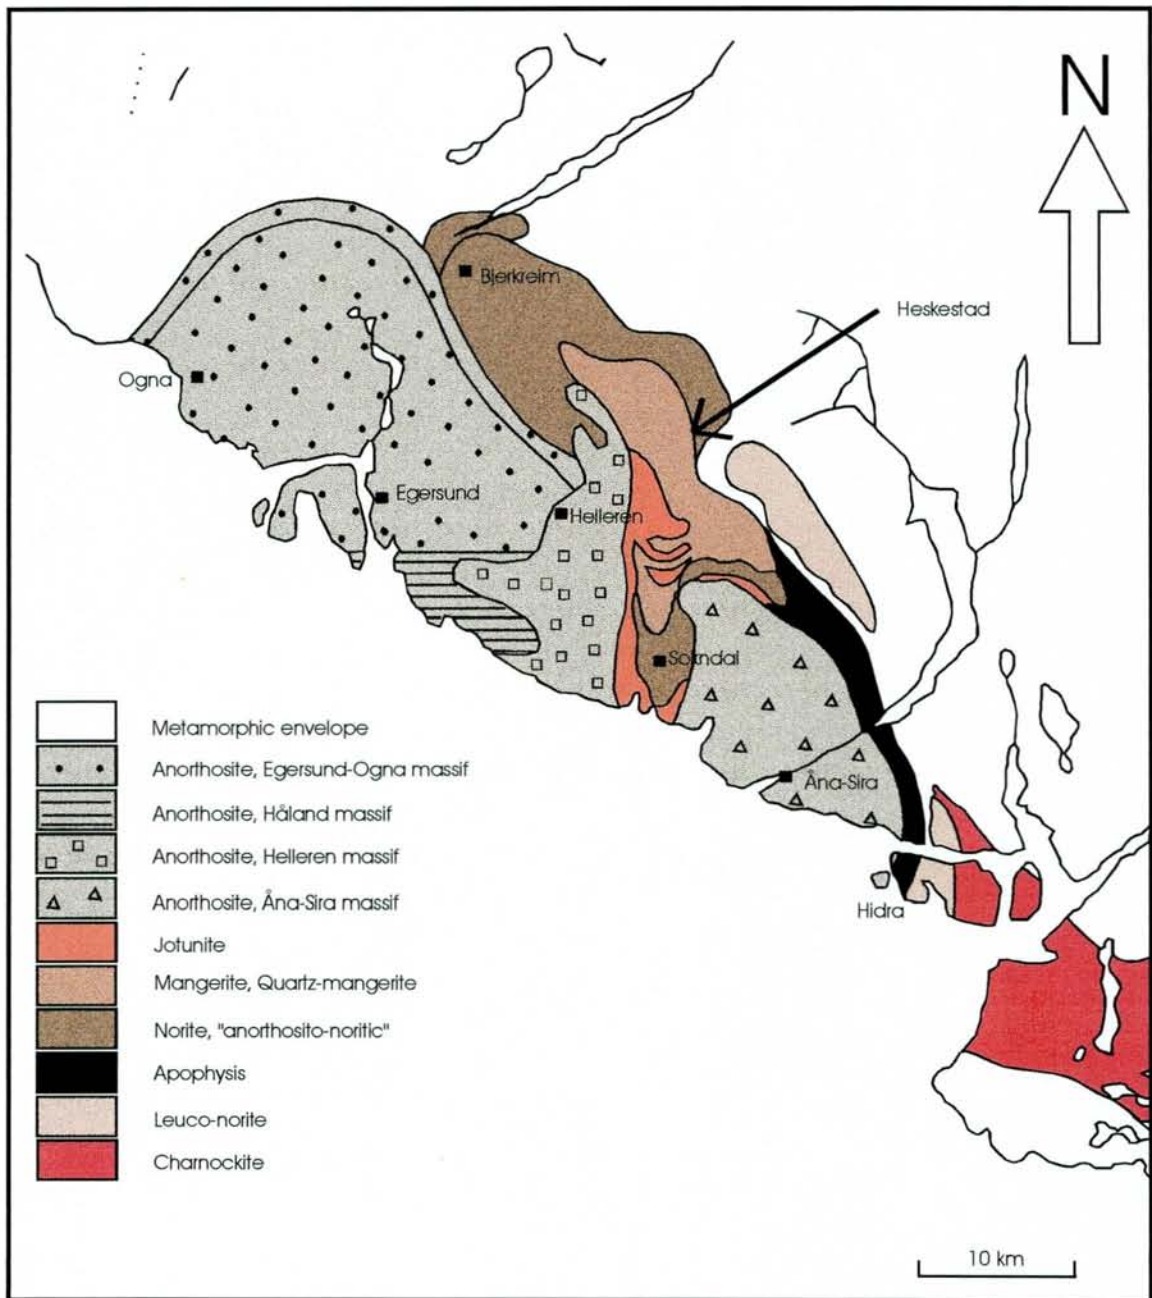 N
Bjerkreim
Heskestad
Ogna
Egersund
Helleren
Sokndal
Åna-Sira
Hidra
Metamorphic envelope
Anorthosite, Egersund-Ogna massif
Anorthosite, Håland massif
Anorthosite, Helleren massif
Anorthosite, Åna-Sira massif
Jotunite
Mangerite, Quartz-mangerite
Norite, "anorthosito-noritic"
Apophysis
Leuco-norite
Charnockite
10 km